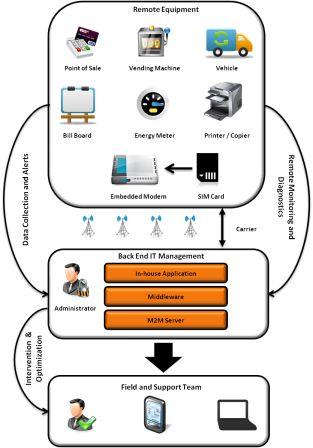 Remote Equipment
Point of Sale
Vending Machine
Vehicle
Bill Board
Energy Meter
Printer / Copier
Embedded Modem
SIM Card
Data Collection and Alerts
Remote Monitoring and
Diagnostics
Carrier
Back End IT Management
Administrator
In-house Application
Middleware
M2M Server
Intervention &
Optimization
Field and Support Team